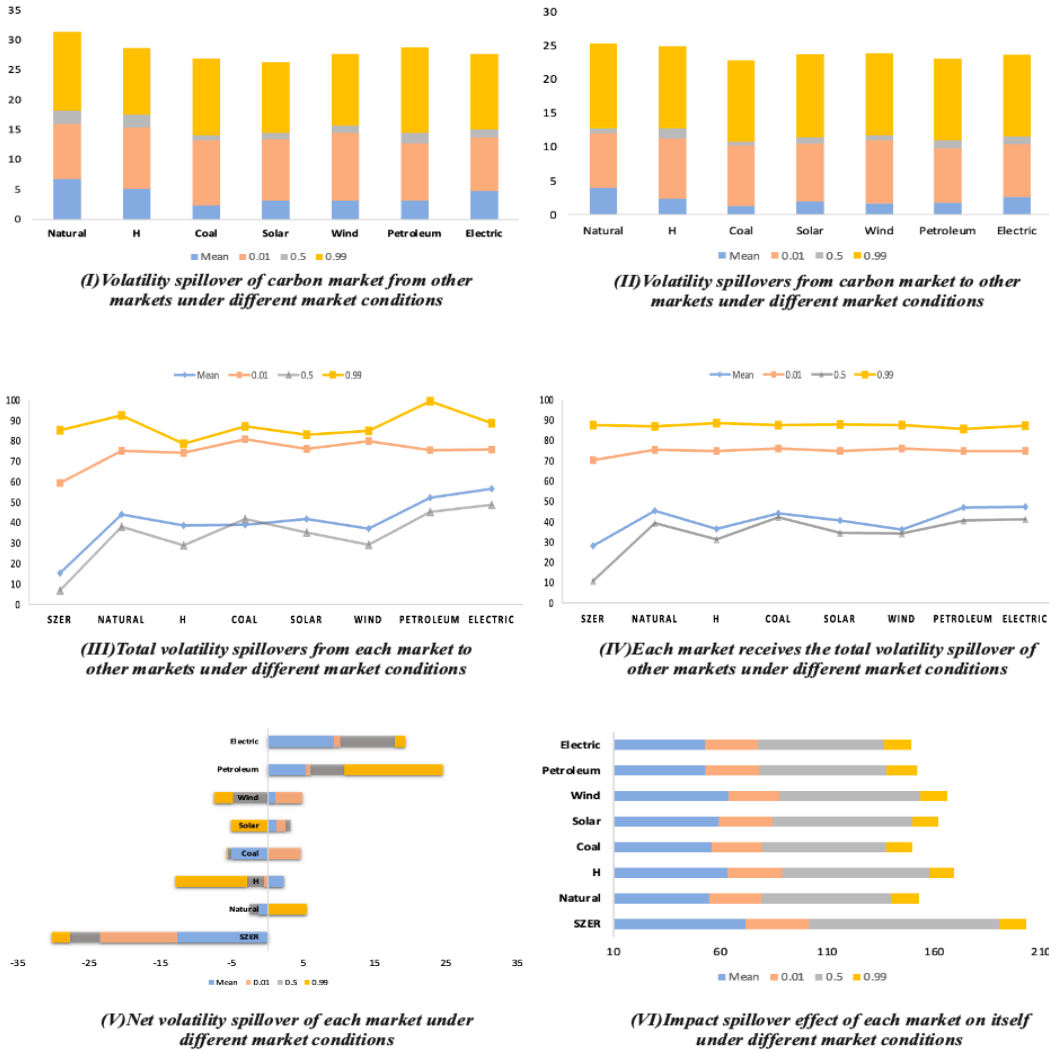 35
30
25
20
15
10
5
0
Natural H Coal Solar Wind Petroleum Electric
Mean 0.01 0.5 0.99
(I)Volatility spillover of carbon market from other
markets under different market conditions
30
25
20
15
10
5
0
Natural H Coal Solar Wind Petroleum Electric
Mean 0.01 0.5 0.99
(II)Volatility spillovers from carbon market to other
markets under different market conditions
Mean 0.01 0.5 0.99
100
90
80
70
60
50
40
30
20
10
0
SZER NATURAL H COAL SOLAR WIND PETROLEUM ELECTRIC
(III)Total volatility spillovers from each market to
other markets under different market conditions
Mean 0.01 0.5 0.99
100
90
80
70
60
50
40
30
20
10
0
SZER NATURAL H COAL SOLAR WIND PETROLEUM ELECTRIC
(IV)Each market receives the total volatility spillover of
other markets under different market conditions
Electric
Petroleum
Wind
Solar
Coal
H
Natural
SZER
-35 -25 -15 -5 5 15 25 35
Mean 0.01 0.5 0.99
(V)Net volatility spillover of each market under
different market conditions
Electric
Petroleum
Wind
Solar
Coal
H
Natural
SZER
10 60 110 160 210
Mean 0.01 0.5 0.99
(VI)Impact spillover effect of each market on itself
under different market conditions